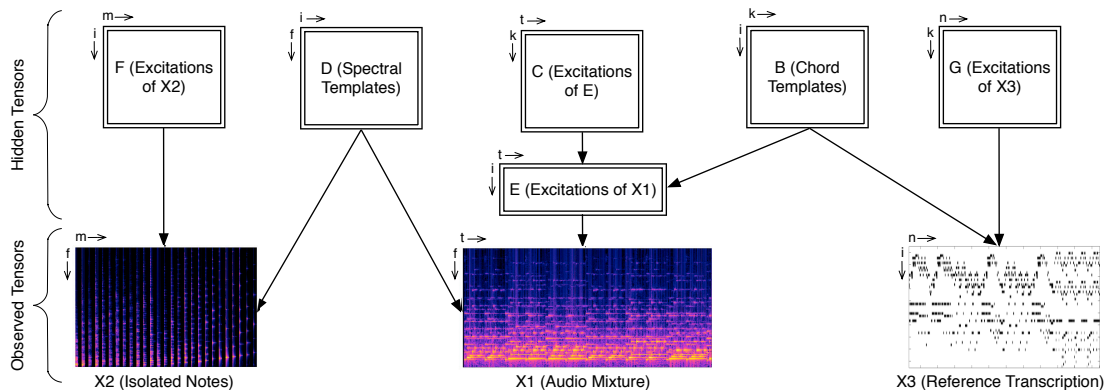 Hidden Tensors
m
i
F (Excitations
of X2)
i
f
D (Spectral
Templates)
t
k
C (Excitations
of E)
k
i
B (Chord
Templates)
n
k
G (Excitations
of X3)
t
i
E (Excitations of X1)
Observed Tensors
m
f
X2 (Isolated Notes)
t
f
X1 (Audio Mixture)
n
i
X3 (Reference Transcription)